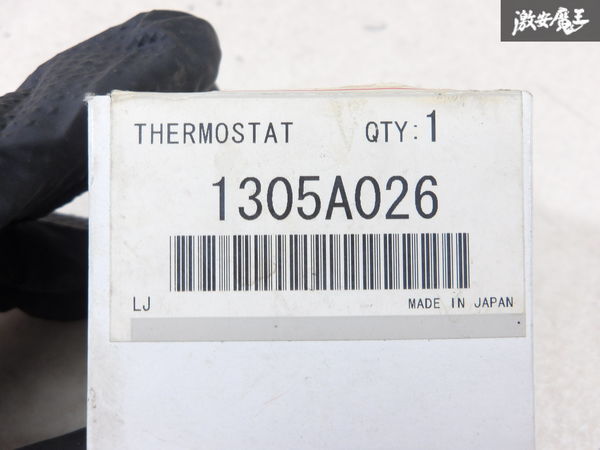 激安魔王
THERMOSTAT QTY:1
1305A026
LJ MADE IN JAPAN